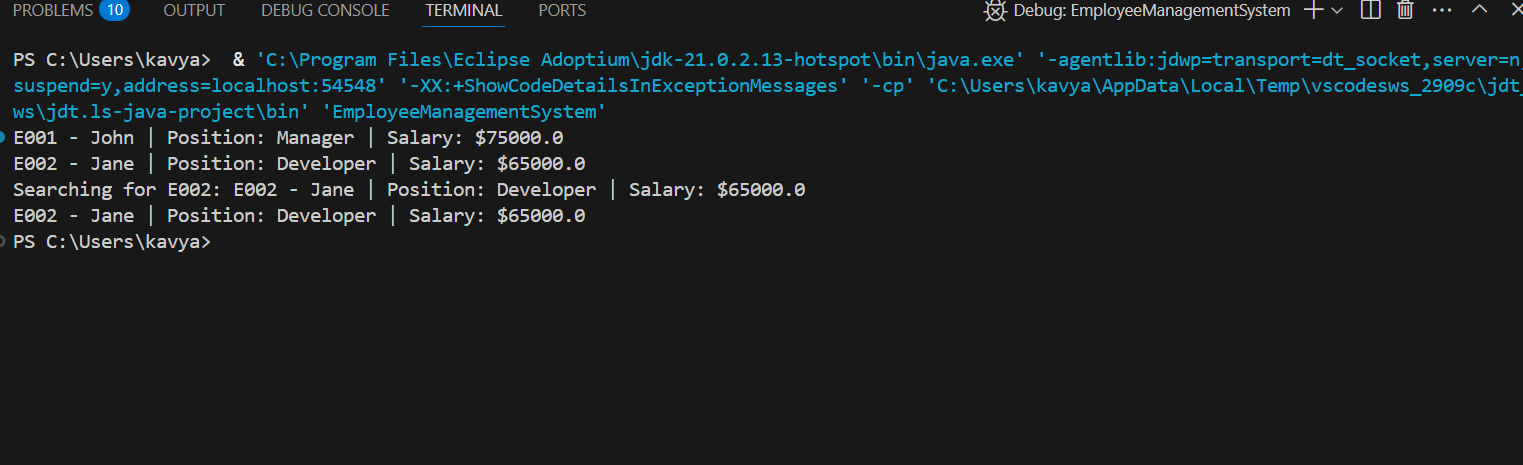 PROBLEMS 10 OUTPUT DEBUG CONSOLE TERMINAL PORTS Debug: EmployeeManagementSystem
PS C:\Users\kavya>  & 'C:\Program Files\Eclipse Adoptium\jdk-21.0.2.13-hotspot\bin\java.exe' '-agentlib:jdwp=transport=dt_socket,server=n,
suspend=y,address=localhost:54548' '-XX:+ShowCodeDetailsInExceptionMessages' '-cp' 'C:\Users\kavya\AppData\Local\Temp\vscodesws_2909c\jdt_
ws\jdt.ls-java-project\bin' 'EmployeeManagementSystem'
E001 - John | Position: Manager | Salary: $75000.0
E002 - Jane | Position: Developer | Salary: $65000.0
Searching for E002: E002 - Jane | Position: Developer | Salary: $65000.0
E002 - Jane | Position: Developer | Salary: $65000.0
PS C:\Users\kavya>